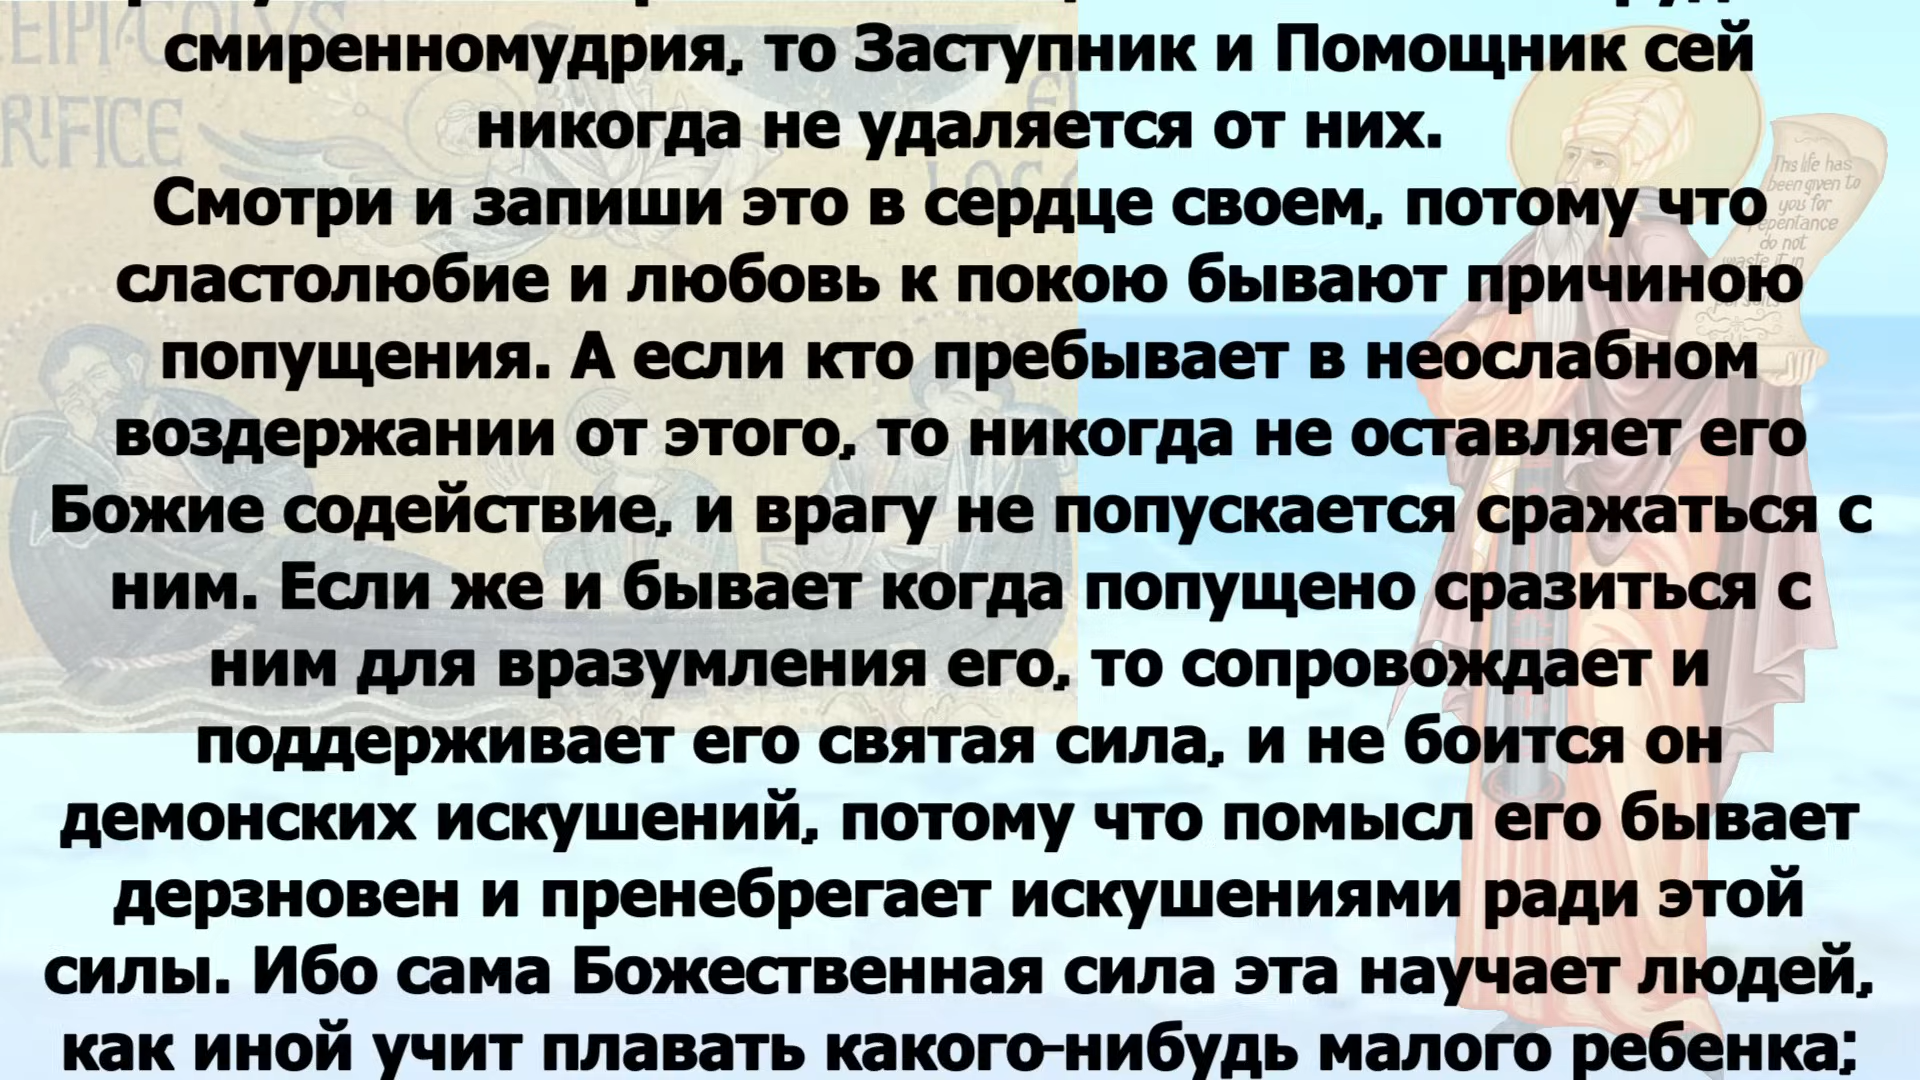 смиренномудрия, то Заступник и Помощник сей
никогда не удаляется от них.
Смотри и запиши это в сердце своем, потому что
сластолюбие и любовь к покою бывают причиною
попущения. А если кто пребывает в неослабном
воздержании от этого, то никогда не оставляет его
Божие содействие, и врагу не попускается сражаться с
ним. Если же и бывает когда попущено сразиться с
ним для вразумления его, то сопровождает и
поддерживает его святая сила, и не боится он
демонских искушений, потому что помысл его бывает
дерзновен и пренебрегает искушениями ради этой
силы. Ибо сама Божественная сила эта научает людей,
как иной учит плавать какого-нибудь малого ребенка;
RIFICE
This life has
been given to
you for
repentance
do not
waste it in